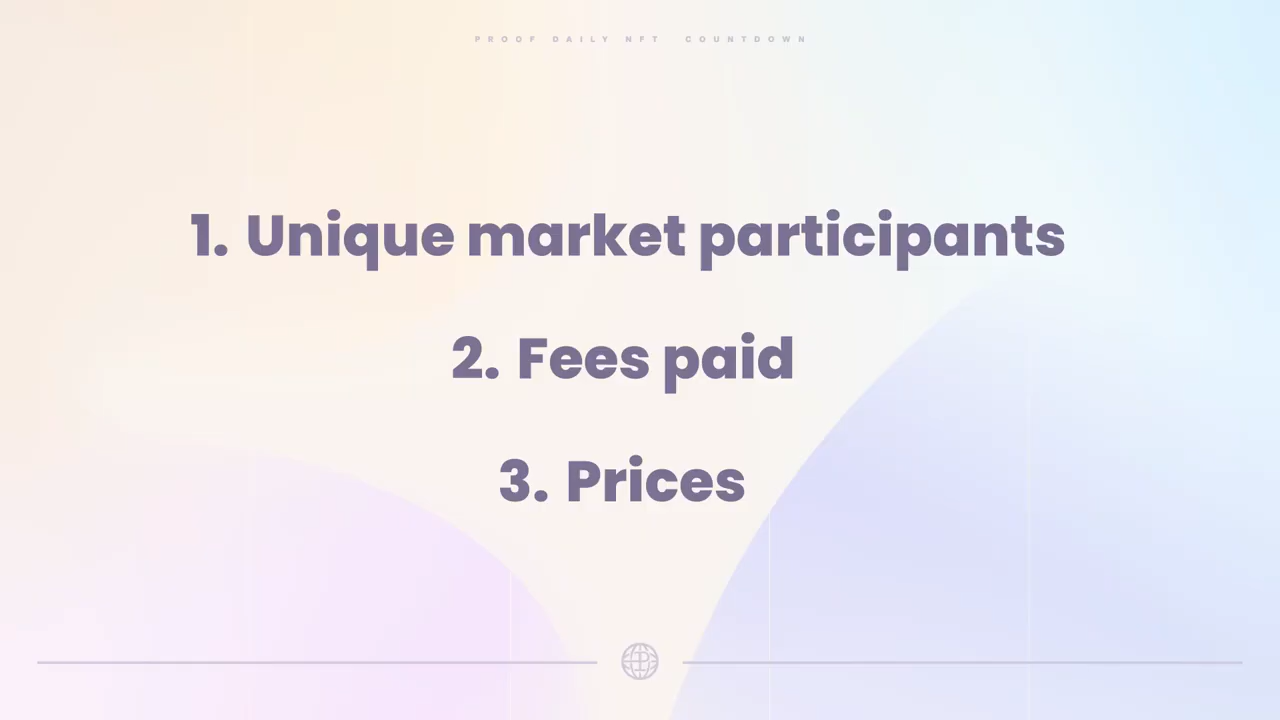 PROOF DAILY NFT COUNTDOWN
1. Unique market participants
2. Fees paid
3. Prices